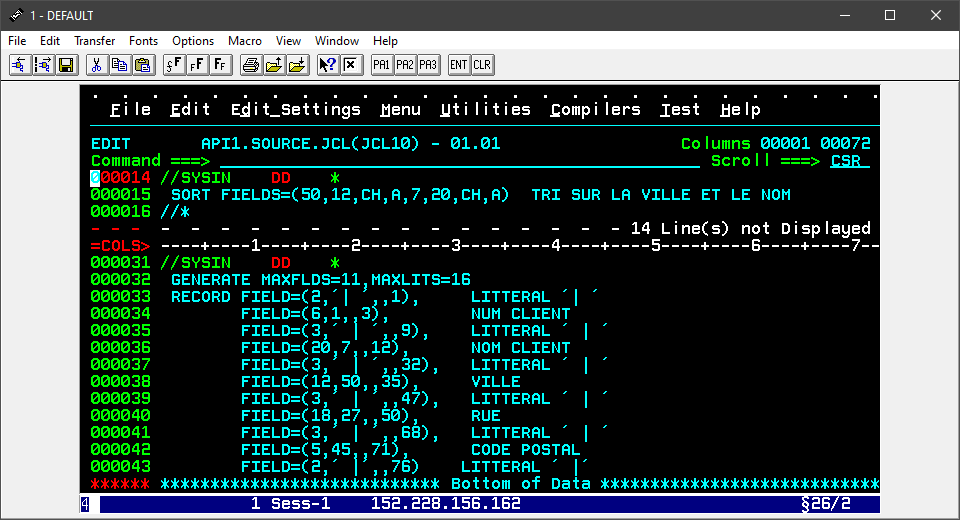 1 - DEFAULT
File Edit Transfer Fonts Options Macro View Window Help
F FF FF PA1 PA2 PA3 ENT CLR
File Edit Edit_Settings Menu Utilities Compilers Test Help
EDIT API1.SOURCE.JCL(JCL10) - 01.01 Columns 00001 00072
Command ===> Scroll ===> CSR
000014 //SYSIN DD *
000015 SORT FIELDS=(50,12,CH,A,7,20,CH,A) TRI SUR LA VILLE ET LE NOM
000016 //*
- - - - - - - - - - - - - - - - - - - - 14 Line(s) not Displayed
=COLS> ----+----1----+----2----+----3----+----4----+----5----+----6----+----7--
000031 //SYSIN DD *
000032 GENERATE MAXFLDS=11,MAXLITS=16
000033 RECORD FIELD=(2,´| ´,,1), LITTERAL ´| ´
000034 FIELD=(6,1,,3), NUM CLIENT
000035 FIELD=(3,´ | ´,,9), LITTERAL ´ | ´
000036 FIELD=(20,7,,12), NOM CLIENT
000037 FIELD=(3,´ | ´,,32), LITTERAL ´ | ´
000038 FIELD=(12,50,,35), VILLE
000039 FIELD=(3,´ | ´,,47), LITTERAL ´ | ´
000040 FIELD=(18,27,,50), RUE
000041 FIELD=(3,´ | ´,,68), LITTERAL ´ | ´
000042 FIELD=(5,45,,71), CODE POSTAL
000043 FIELD=(2,´ |´,,76) LITTERAL ´ |´
****** **************************** Bottom of Data ****************************
4 1 Sess-1 152.228.156.162 §26/2